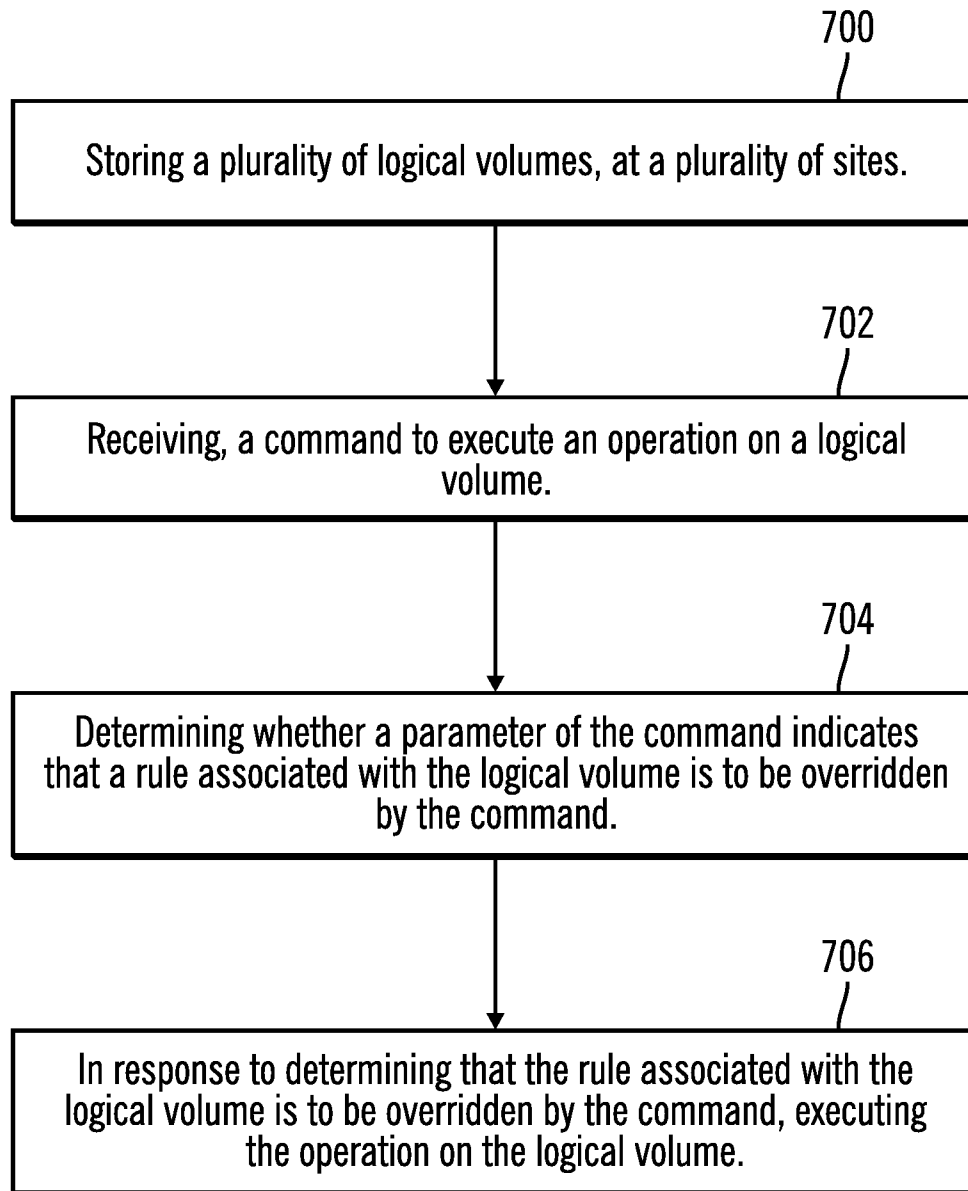 700
Storing a plurality of logical volumes, at a plurality of sites.
702
Receiving, a command to execute an operation on a logical
volume.
704
Determining whether a parameter of the command indicates
that a rule associated with the logical volume is to be overridden
by the command.
706
In response to determining that the rule associated with the
logical volume is to be overridden by the command, executing
the operation on the logical volume.